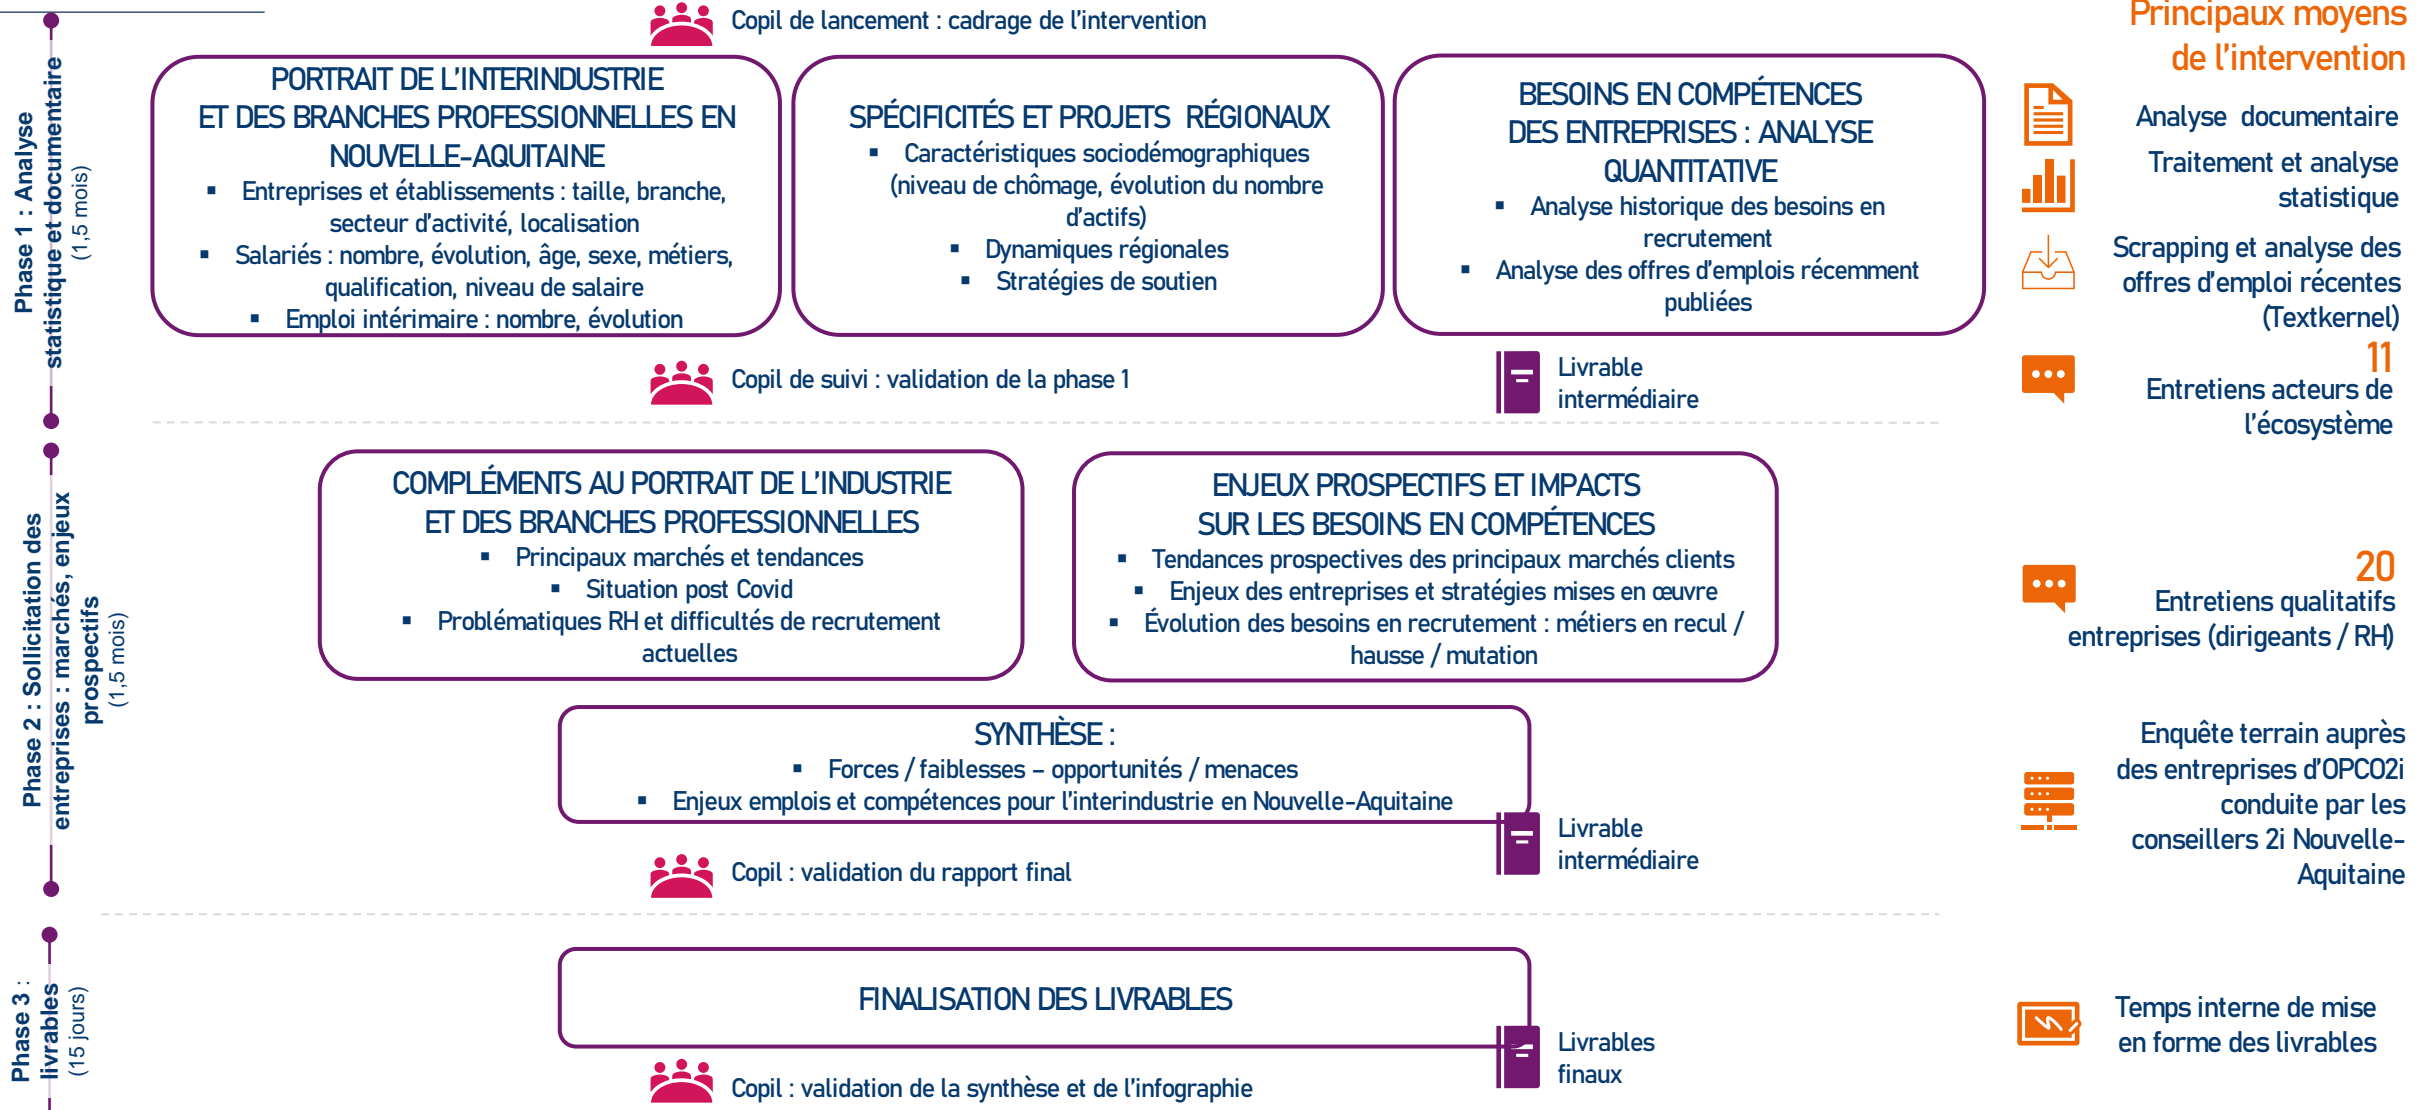 Copil de lancement : cadrage de l'intervention
Principaux moyens
de l'intervention
Phase 1 : Analyse
statistique et documentaire
(1,5 mois)
PORTRAIT DE L'INTERINDUSTRIE
ET DES BRANCHES PROFESSIONNELLES EN
NOUVELLE-AQUITAINE
▪ Entreprises et établissements : taille, branche,
secteur d'activité, localisation
▪ Salariés : nombre, évolution, âge, sexe, métiers,
qualification, niveau de salaire
▪ Emploi intérimaire : nombre, évolution
SPÉCIFICITÉS ET PROJETS RÉGIONAUX
▪ Caractéristiques sociodémographiques
(niveau de chômage, évolution du nombre
d'actifs)
▪ Dynamiques régionales
▪ Stratégies de soutien
BESOINS EN COMPÉTENCES
DES ENTREPRISES : ANALYSE
QUANTITATIVE
▪ Analyse historique des besoins en
recrutement
▪ Analyse des offres d'emplois récemment
publiées
Analyse documentaire
Traitement et analyse
statistique
Scrapping et analyse des
offres d'emploi récentes
(Textkernel)
11
Entretiens acteurs de
l'écosystème
Copil de suivi : validation de la phase 1
Livrable
intermédiaire
Phase 2 : Sollicitation des
entreprises : marchés, enjeux
prospectifs
(1,5 mois)
COMPLÉMENTS AU PORTRAIT DE L'INDUSTRIE
ET DES BRANCHES PROFESSIONNELLES
▪ Principaux marchés et tendances
▪ Situation post Covid
▪ Problématiques RH et difficultés de recrutement
actuelles
ENJEUX PROSPECTIFS ET IMPACTS
SUR LES BESOINS EN COMPÉTENCES
▪ Tendances prospectives des principaux marchés clients
▪ Enjeux des entreprises et stratégies mises en œuvre
▪ Évolution des besoins en recrutement : métiers en recul /
hausse / mutation
20
Entretiens qualitatifs
entreprises (dirigeants / RH)
SYNTHÈSE :
▪ Forces / faiblesses – opportunités / menaces
▪ Enjeux emplois et compétences pour l'interindustrie en Nouvelle-Aquitaine
Livrable
intermédiaire
Enquête terrain auprès
des entreprises d'OPCO2i
conduite par les
conseillers 2i Nouvelle-
Aquitaine
Copil : validation du rapport final
Phase 3 :
livrables
(15 jours)
FINALISATION DES LIVRABLES
Livrables
finaux
Temps interne de mise
en forme des livrables
Copil : validation de la synthèse et de l'infographie